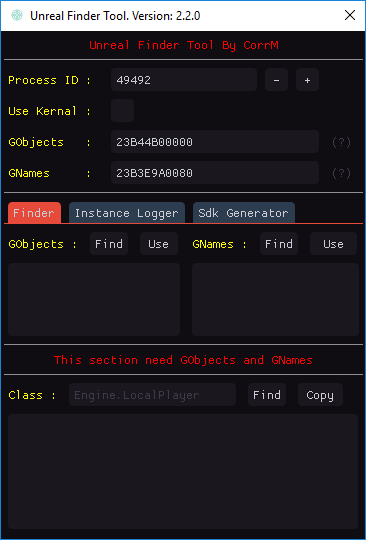 Unreal Finder Tool. Version: 2.2.0
Unreal Finder Tool By CorrM
Process ID : 49492 - +
Use Kernal :
GObjects : 23B44B00000 (?)
GNames : 23B3E9A0080 (?)
Finder Instance Logger Sdk Generator
GObjects : Find Use GNames : Find Use
This section need GObjects and GNames
Class : Engine.LocalPlayer Find Copy